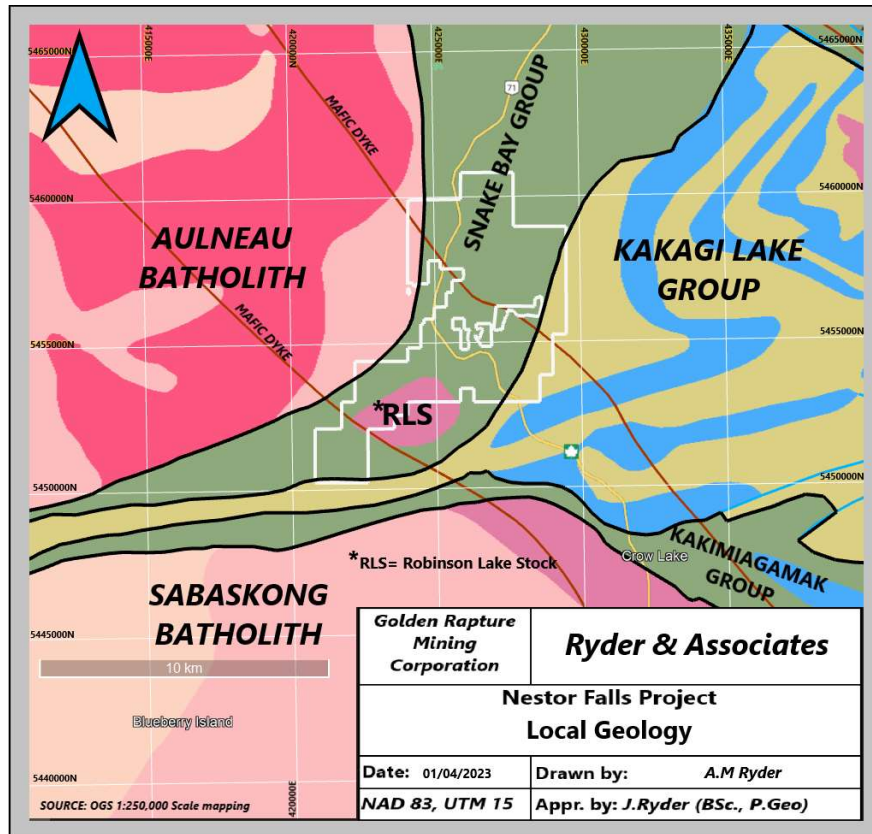 415000E
420000N
425000E
430000E
435000E
5465000N
5465000N
71
MAFIC DYKE
SNAKE BAY GROUP
5460000N
5460000N
AULNEAU
BATHOLITH
KAKAGI LAKE
GROUP
MAFIC DYKE
5455000N
5455000N
*RLS
5450000N
5450000N
*RLS= Robinson Lake Stock
Crow Lake
KAKIMIAGAMAK
GROUP
SABASKONG
BATHOLITH
5445000N
10 km
Blueberry Island
5440000N
420000E
SOURCE: OGS 1:250,000 Scale mapping
Golden Rapture
Mining
Corporation
Ryder & Associates
Nestor Falls Project
Local Geology
Date: 01/04/2023
Drawn by: A.M Ryder
NAD 83, UTM 15
Appr. by: J.Ryder (BSc., P.Geo)